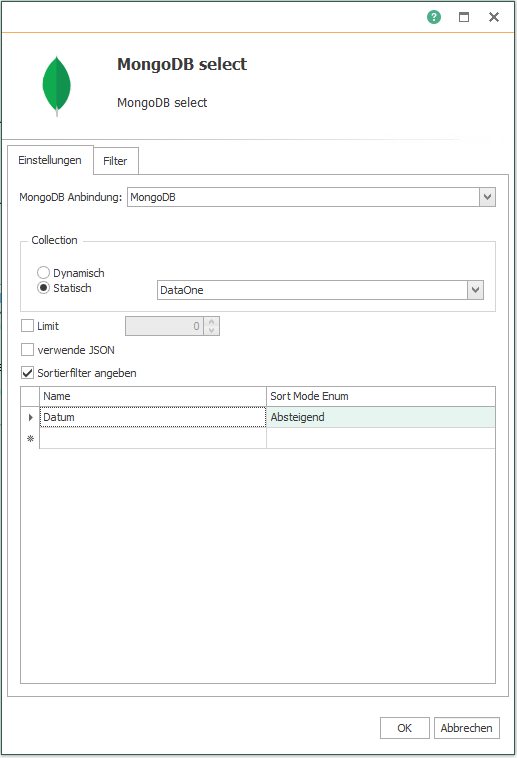 ?
MongoDB select
MongoDB select
Einstellungen Filter
MongoDB Anbindung: MongoDB
Collection
Dynamisch
Statisch DataOne
Limit 0
verwende JSON
Sortierfilter angeben
Name Sort Mode Enum
Datum Absteigend
OK Abbrechen